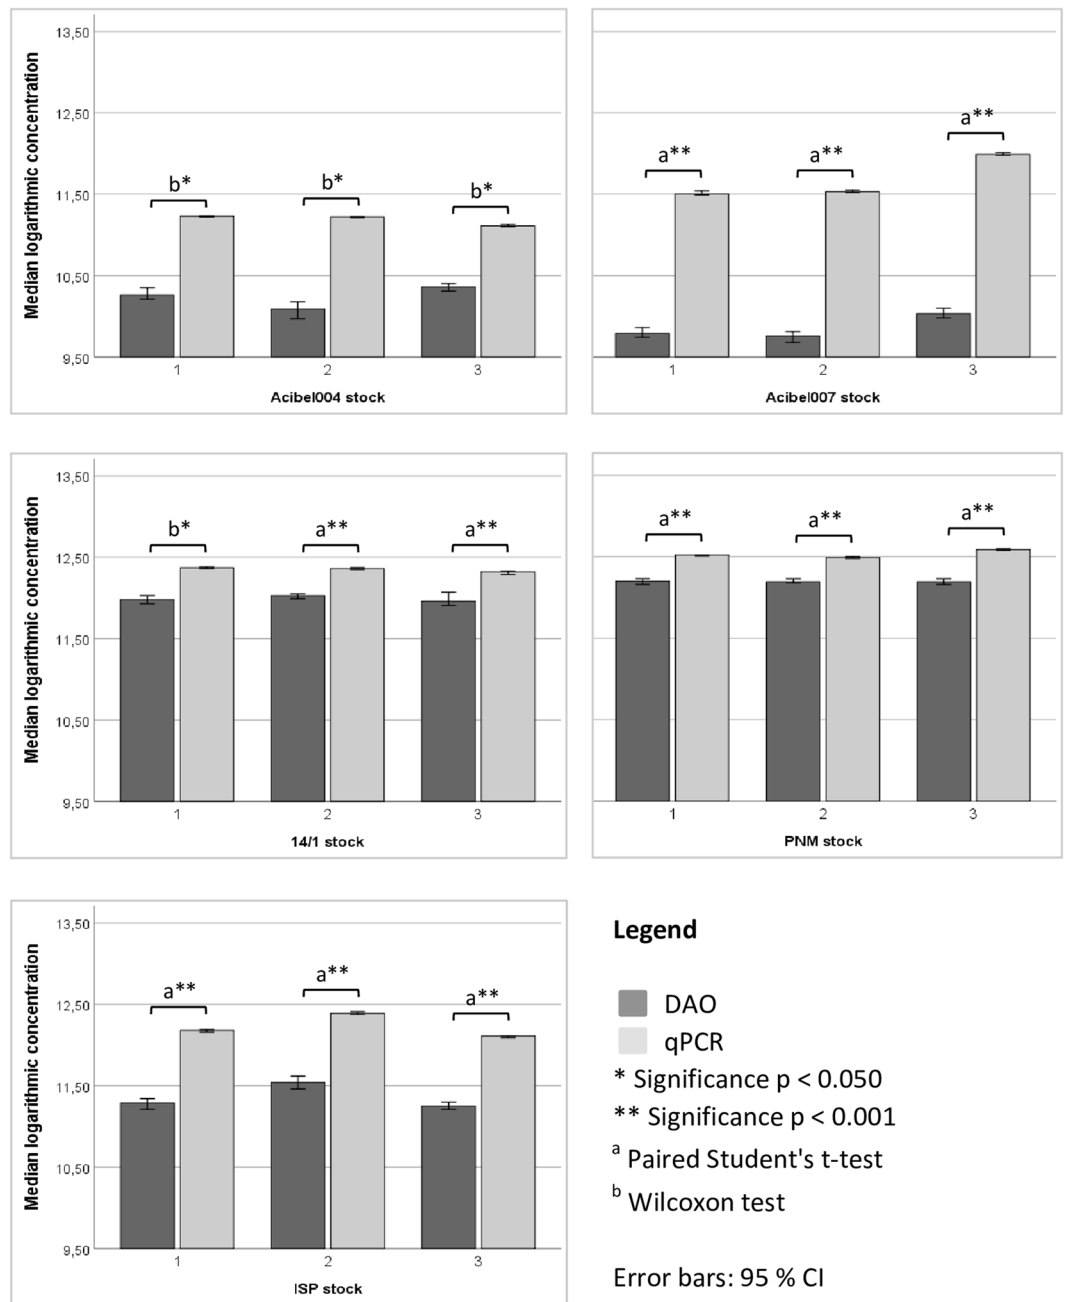 Median logarithmic concentration
13,50
12,50
11,50
10,50
9,50
b*
b*
b*
1
2
3
Acibel004 stock
a**
a**
a**
1
2
3
Acibel007 stock
Median logarithmic concentration
13,50
12,50
11,50
10,50
9,50
b*
a**
a**
1
2
3
14/1 stock
a**
a**
a**
1
2
3
PNM stock
Median logarithmic concentration
13,50
12,50
11,50
10,50
9,50
a**
a**
a**
1
2
3
ISP stock
Legend
DAO
qPCR
* Significance p < 0.050
** Significance p < 0.001
a Paired Student's t-test
b Wilcoxon test
Error bars: 95 % CI